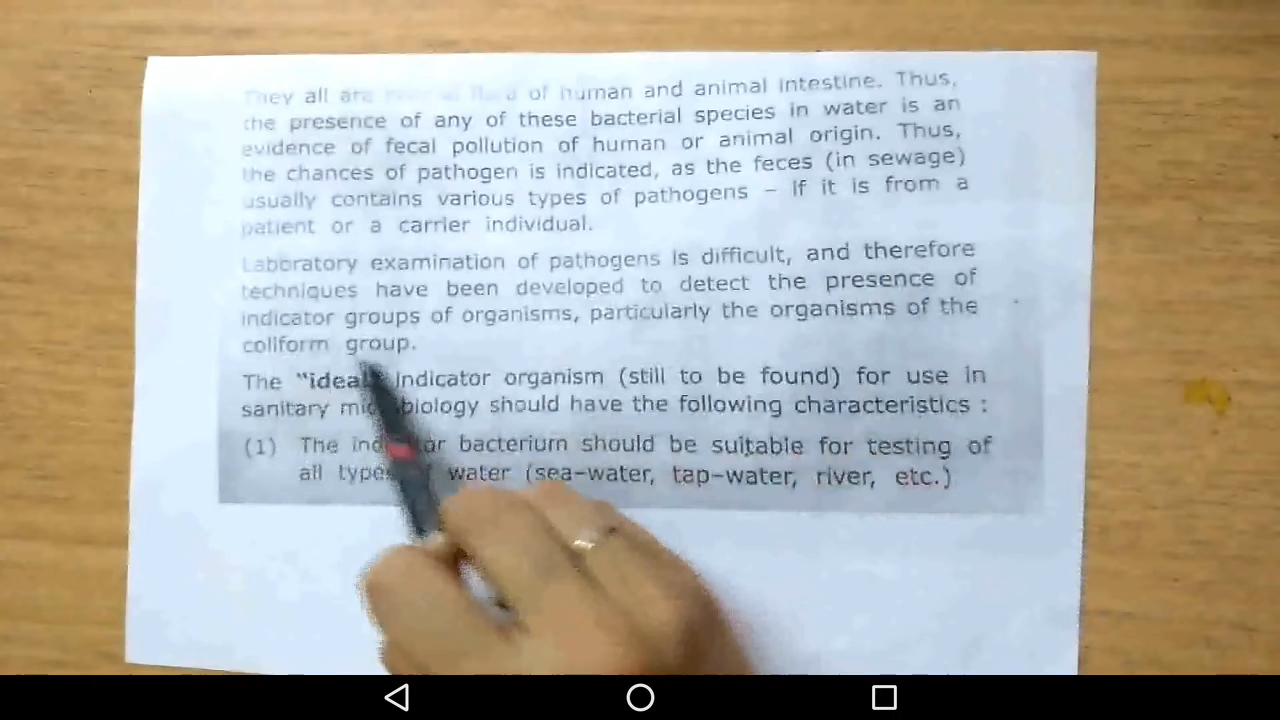 They all are of human and animal intestine. Thus,
the presence of any of these bacterial species in water is an
evidence of fecal pollution of human or animal origin. Thus,
the chances of pathogen is indicated, as the feces (in sewage)
usually contains various types of pathogens – if it is from a
patient or a carrier individual.
Laboratory examination of pathogens is difficult, and therefore
techniques have been developed to detect the presence of
indicator groups of organisms, particularly the organisms of the
coliform group.
The "ideal" indicator organism (still to be found) for use in
sanitary microbiology should have the following characteristics :
(1) The indicator bacterium should be suitable for testing of
all types of water (sea-water, tap-water, river, etc.)